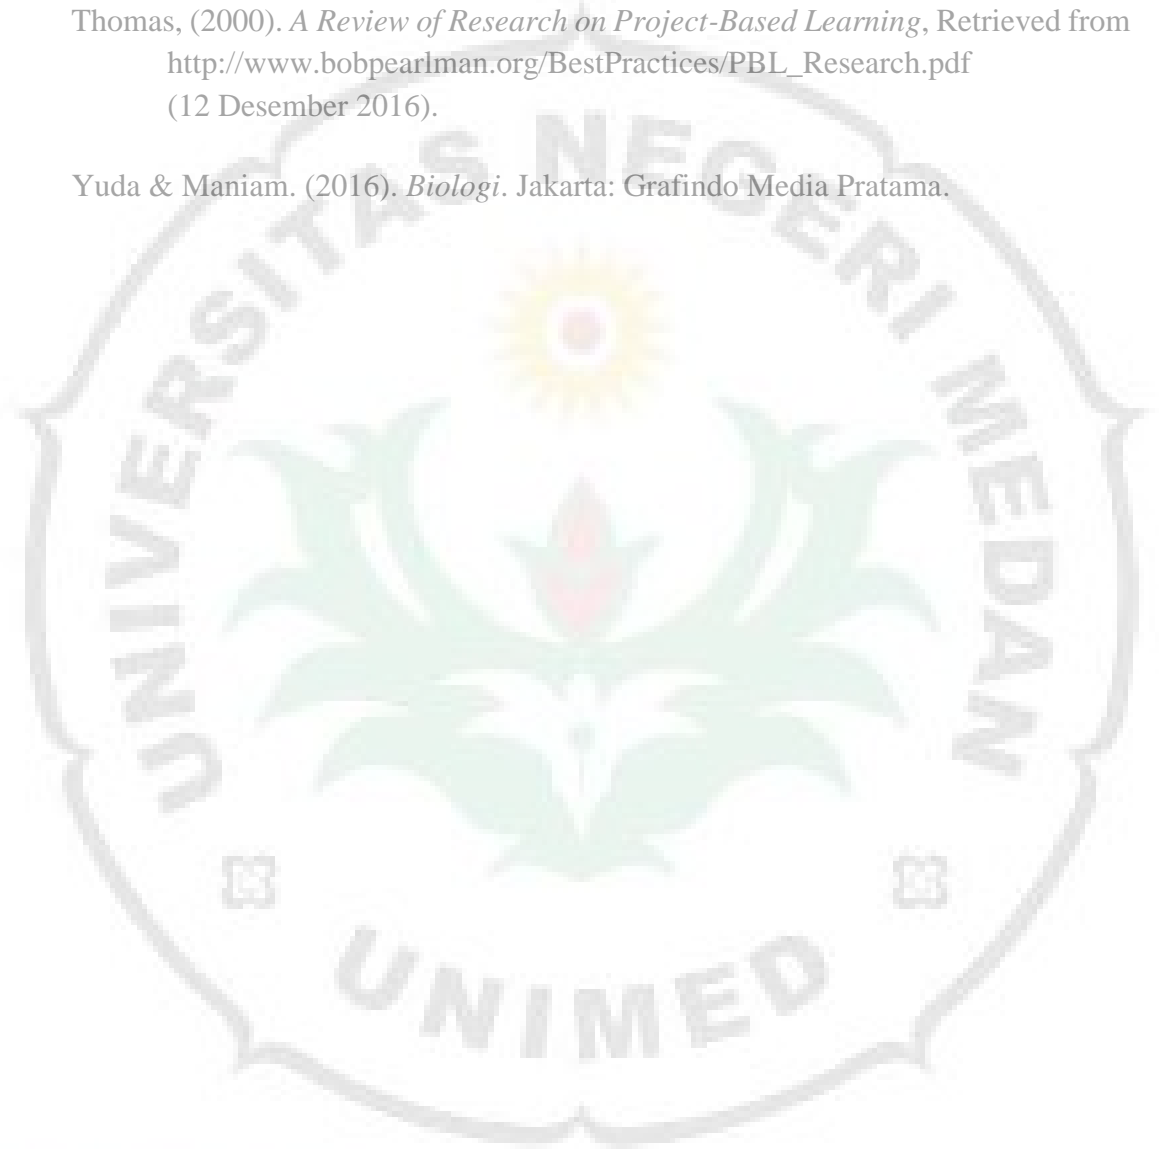 Thomas, (2000). A Review of Research on Project-Based Learning, Retrieved from
http://www.bobpearlman.org/BestPractices/PBL_Research.pdf
(12 Desember 2016).
Yuda & Maniam. (2016). Biologi. Jakarta: Grafindo Media Pratama.
UNIVERSITAS NEGERI MEDAN
UNIMED